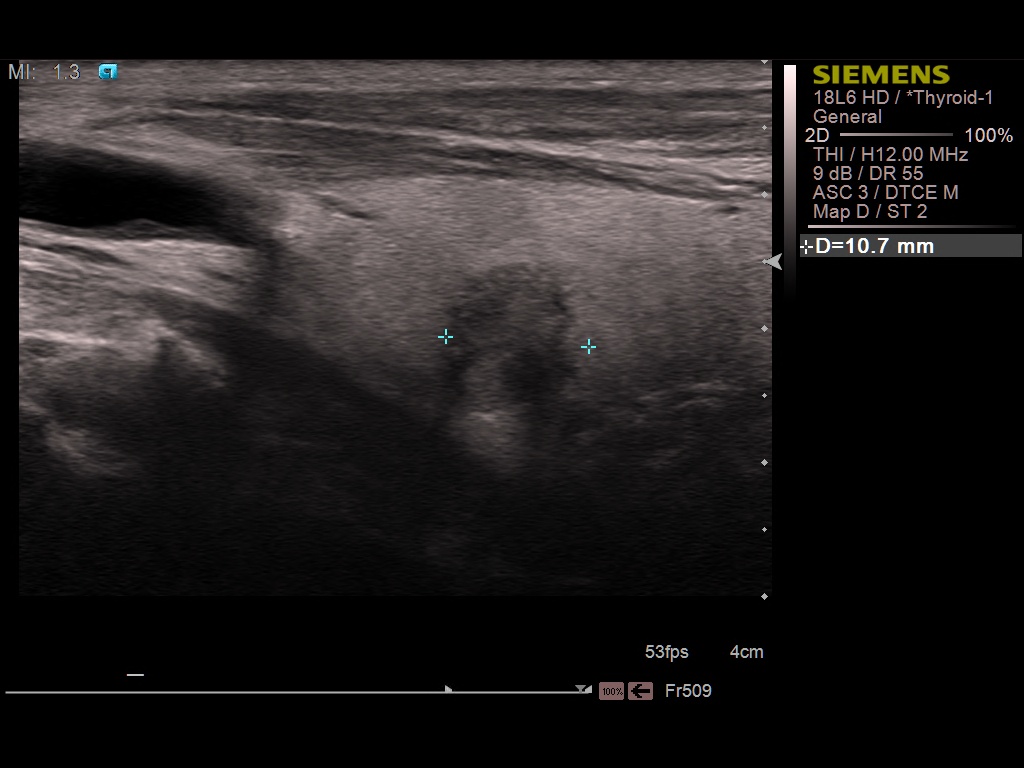 MI: 1.3
SIEMENS
18L6 HD / *Thyroid-1
General
2D 100%
THI / H12.00 MHz
9 dB / DR 55
ASC 3 / DTCE M
Map D / ST 2
D=10.7 mm
53fps 4cm
100% Fr509